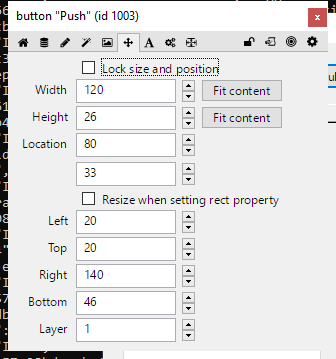 button "Push" (id 1003)
x
A
Lock size and position
Width 120 Fit content
Height 26 Fit content
Location 80
33
Resize when setting rect property
Left 20
Top 20
Right 140
Bottom 46
Layer 1